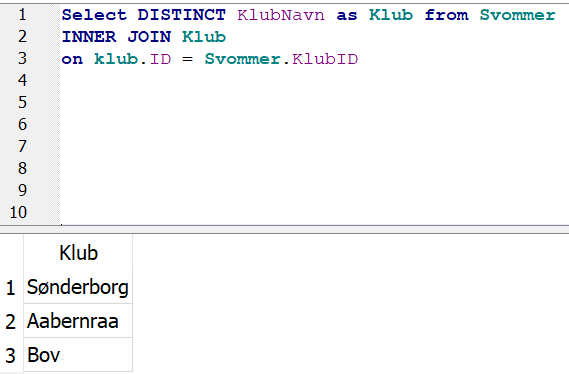 1 Select DISTINCT KlubNavn as Klub from Svommer
2 INNER JOIN Klub
3 on klub.ID = Svommer.KlubID
4
5
6
7
8
9
10
Klub
1 Sønderborg
2 Aabernraa
3 Bov